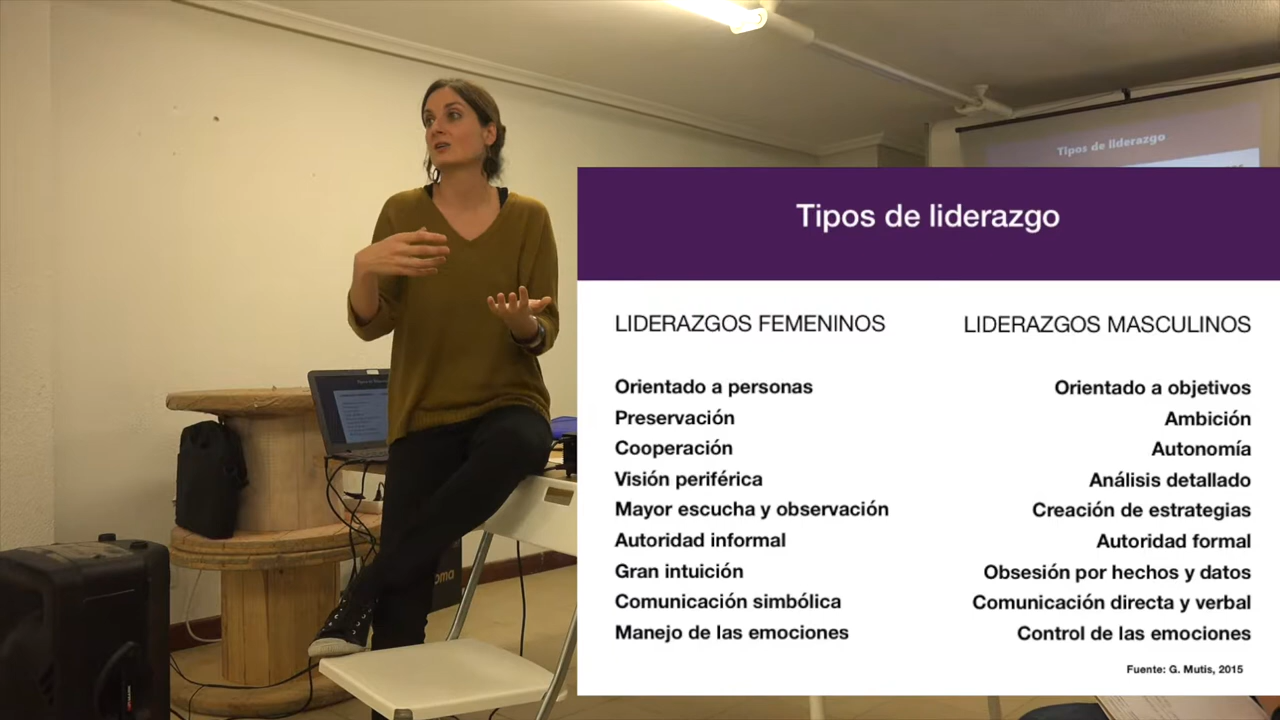 Tipos de liderazgo
Tipos de liderazgo
LIDERAZGOS FEMENINOS
LIDERAZGOS MASCULINOS
Orientado a personas
Orientado a objetivos
Preservación
Ambición
Cooperación
Autonomía
Visión periférica
Análisis detallado
Mayor escucha y observación
Creación de estrategias
Autoridad informal
Autoridad formal
Gran intuición
Obsesión por hechos y datos
Comunicación simbólica
Comunicación directa y verbal
Manejo de las emociones
Control de las emociones
Fuente: G. Mutis, 2015